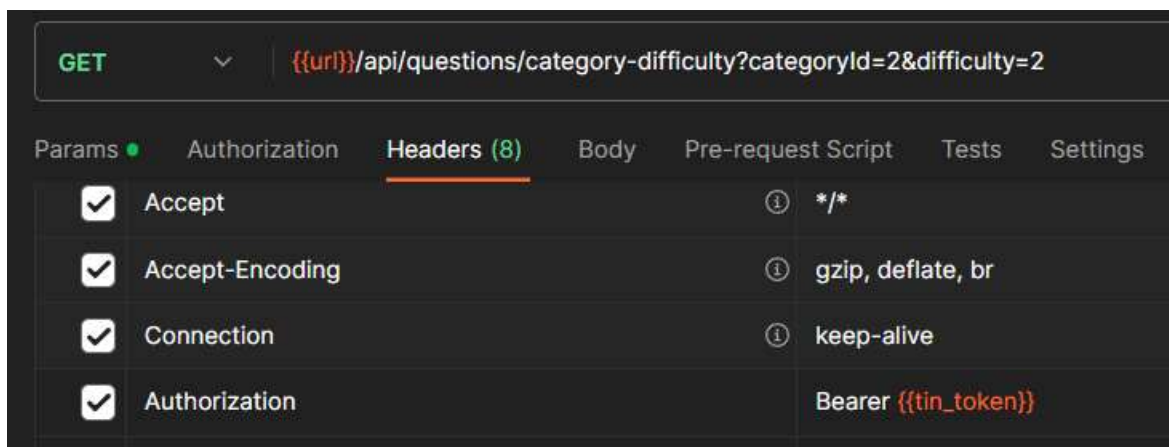 GET {{url}}/api/questions/category-difficulty?categoryId=2&difficulty=2
Params Authorization Headers (8) Body Pre-request Script Tests Settings
Accept */*
Accept-Encoding gzip, deflate, br
Connection keep-alive
Authorization Bearer {{tin_token}}